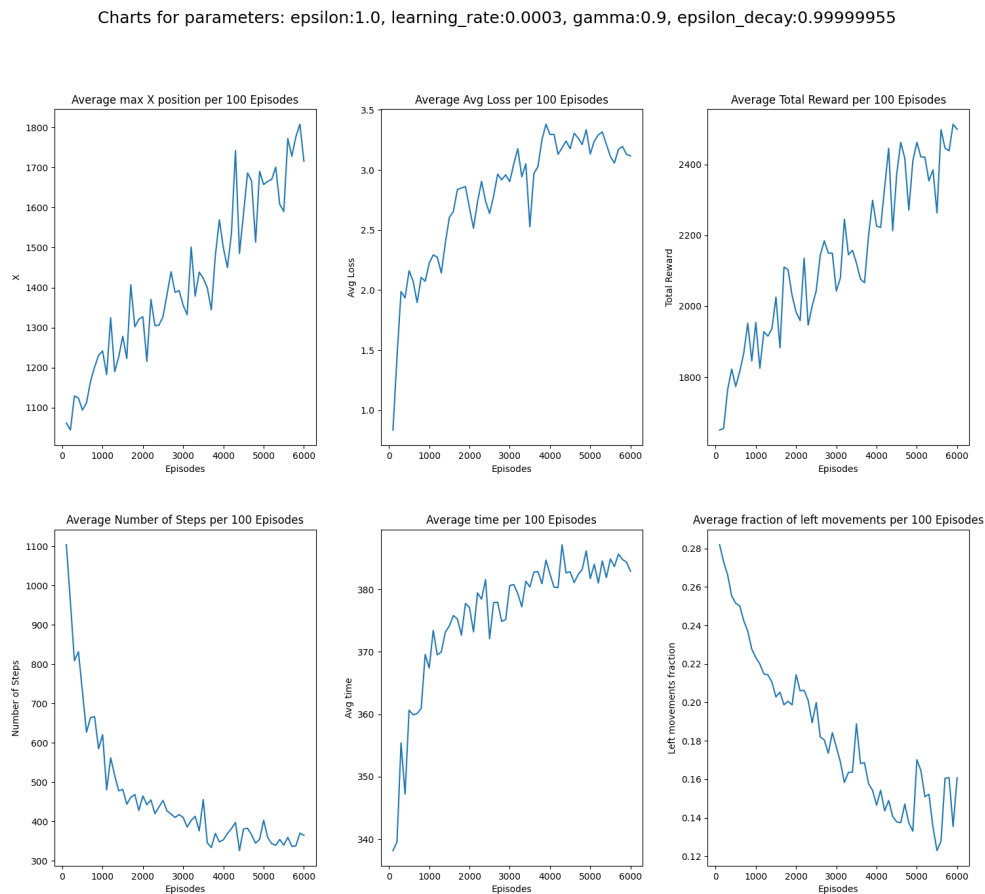 Charts for parameters: epsilon:1.0, learning_rate:0.0003, gamma:0.9, epsilon_decay:0.99999955
Average max X position per 100 Episodes
1800
1700
1600
1500
1400
1300
1200
1100
X
0 1000 2000 3000 4000 5000 6000
Episodes
Average Avg Loss per 100 Episodes
3.5
3.0
2.5
2.0
1.5
1.0
Avg Loss
0 1000 2000 3000 4000 5000 6000
Episodes
Average Total Reward per 100 Episodes
2400
2200
2000
1800
Total Reward
0 1000 2000 3000 4000 5000 6000
Episodes
Average Number of Steps per 100 Episodes
1100
1000
900
800
700
600
500
400
300
Number of Steps
0 1000 2000 3000 4000 5000 6000
Episodes
Average time per 100 Episodes
380
370
360
350
340
Avg time
0 1000 2000 3000 4000 5000 6000
Episodes
Average fraction of left movements per 100 Episodes
0.28
0.26
0.24
0.22
0.20
0.18
0.16
0.14
0.12
Left movements fraction
0 1000 2000 3000 4000 5000 6000
Episodes